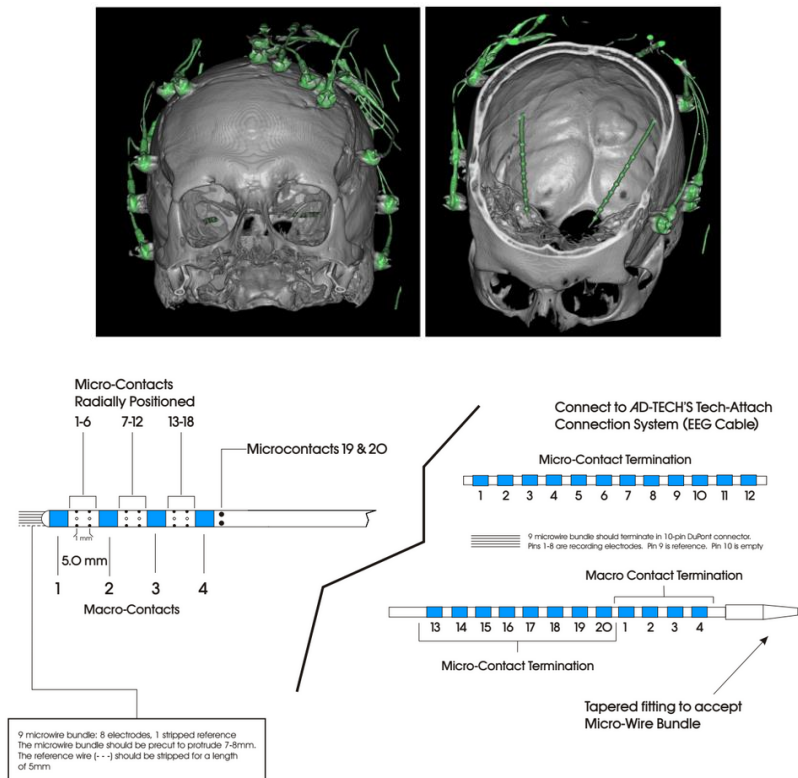 Micro-Contacts
Radially Positioned
1-6 7-12 13-18
Microcontacts 19 & 20
1 mm
5.0 mm
1 2 3 4
Macro-Contacts
9 microwire bundle: 8 electrodes, 1 stripped reference
The microwire bundle should be precut to protrude 7-8mm.
The reference wire (- - -) should be stripped for a length
of 5mm
Connect to AD-TECH'S Tech-Attach
Connection System (EEG Cable)
Micro-Contact Termination
1 2 3 4 5 6 7 8 9 10 11 12
9 microwire bundle should terminate in 10-pin DuPont connector.
Pins 1-8 are recording electrodes. Pin 9 is reference. Pin 10 is empty
Macro Contact Termination
13 14 15 16 17 18 19 20 1 2 3 4
Micro-Contact Termination
Tapered fitting to accept
Micro-Wire Bundle